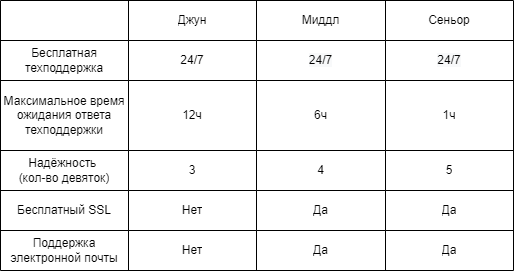 Джун Миддл Сеньор
Бесплатная
техподдержка
24/7 24/7 24/7
Максимальное время
ожидания ответа
техподдержки
12ч 6ч 1ч
Надёжность
(кол-во девяток)
3 4 5
Бесплатный SSL Нет Да Да
Поддержка
электронной почты
Нет Да Да